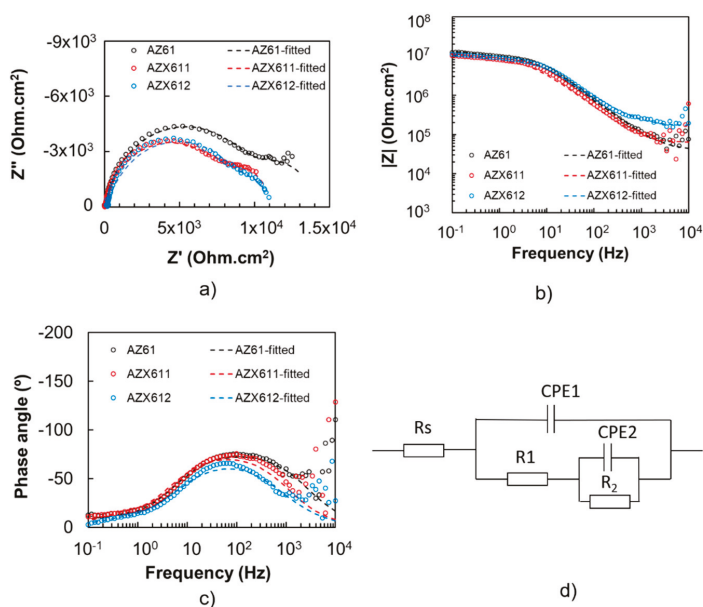 -9x10³
-6x10³
-3x10³
0
Z'' (Ohm.cm²)
AZ61
AZX611
AZX612
AZ61-fitted
AZX611-fitted
AZX612-fitted
0 5x10³ 1x10⁴ 1.5x10⁴
Z' (Ohm.cm²)
a)
10⁸
10⁷
10⁶
10⁵
10⁴
10³
|Z| (Ohm.cm²)
AZ61 AZ61-fitted
AZX611 AZX611-fitted
AZX612 AZX612-fitted
10⁻¹ 10⁰ 10¹ 10² 10³ 10⁴
Frequency (Hz)
b)
-200
-150
-100
-50
0
Phase angle (º)
AZ61 AZ61-fitted
AZX611 AZX611-fitted
AZX612 AZX612-fitted
10⁻¹ 10⁰ 10¹ 10² 10³ 10⁴
Frequency (Hz)
c)
CPE1
Rs
CPE2
R1
R₂
d)